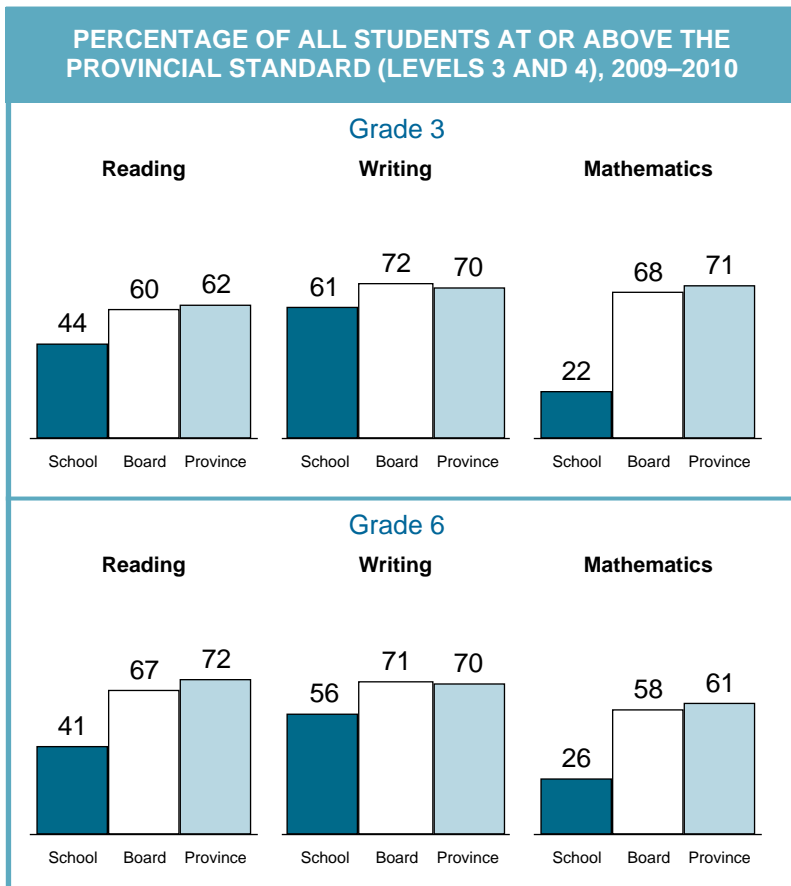 PERCENTAGE OF ALL STUDENTS AT OR ABOVE THE
PROVINCIAL STANDARD (LEVELS 3 AND 4), 2009–2010
Grade 3
Reading Writing Mathematics
44 60 62 61 72 70 22 68 71
School Board Province School Board Province School Board Province
Grade 6
Reading Writing Mathematics
41 67 72 56 71 70 26 58 61
School Board Province School Board Province School Board Province